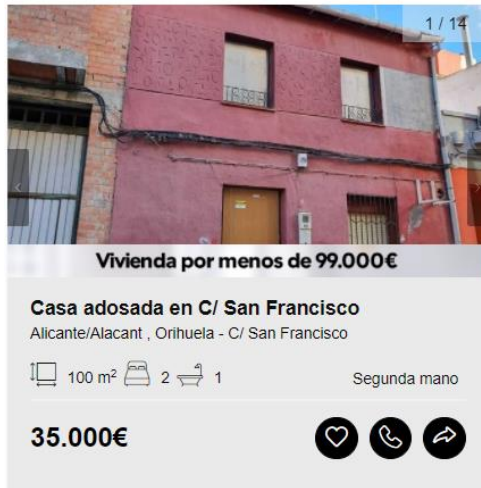 1 / 14
Vivienda por menos de 99.000€
Casa adosada en C/ San Francisco
Alicante/Alacant , Orihuela - C/ San Francisco
100 m² 2 1 Segunda mano
35.000€